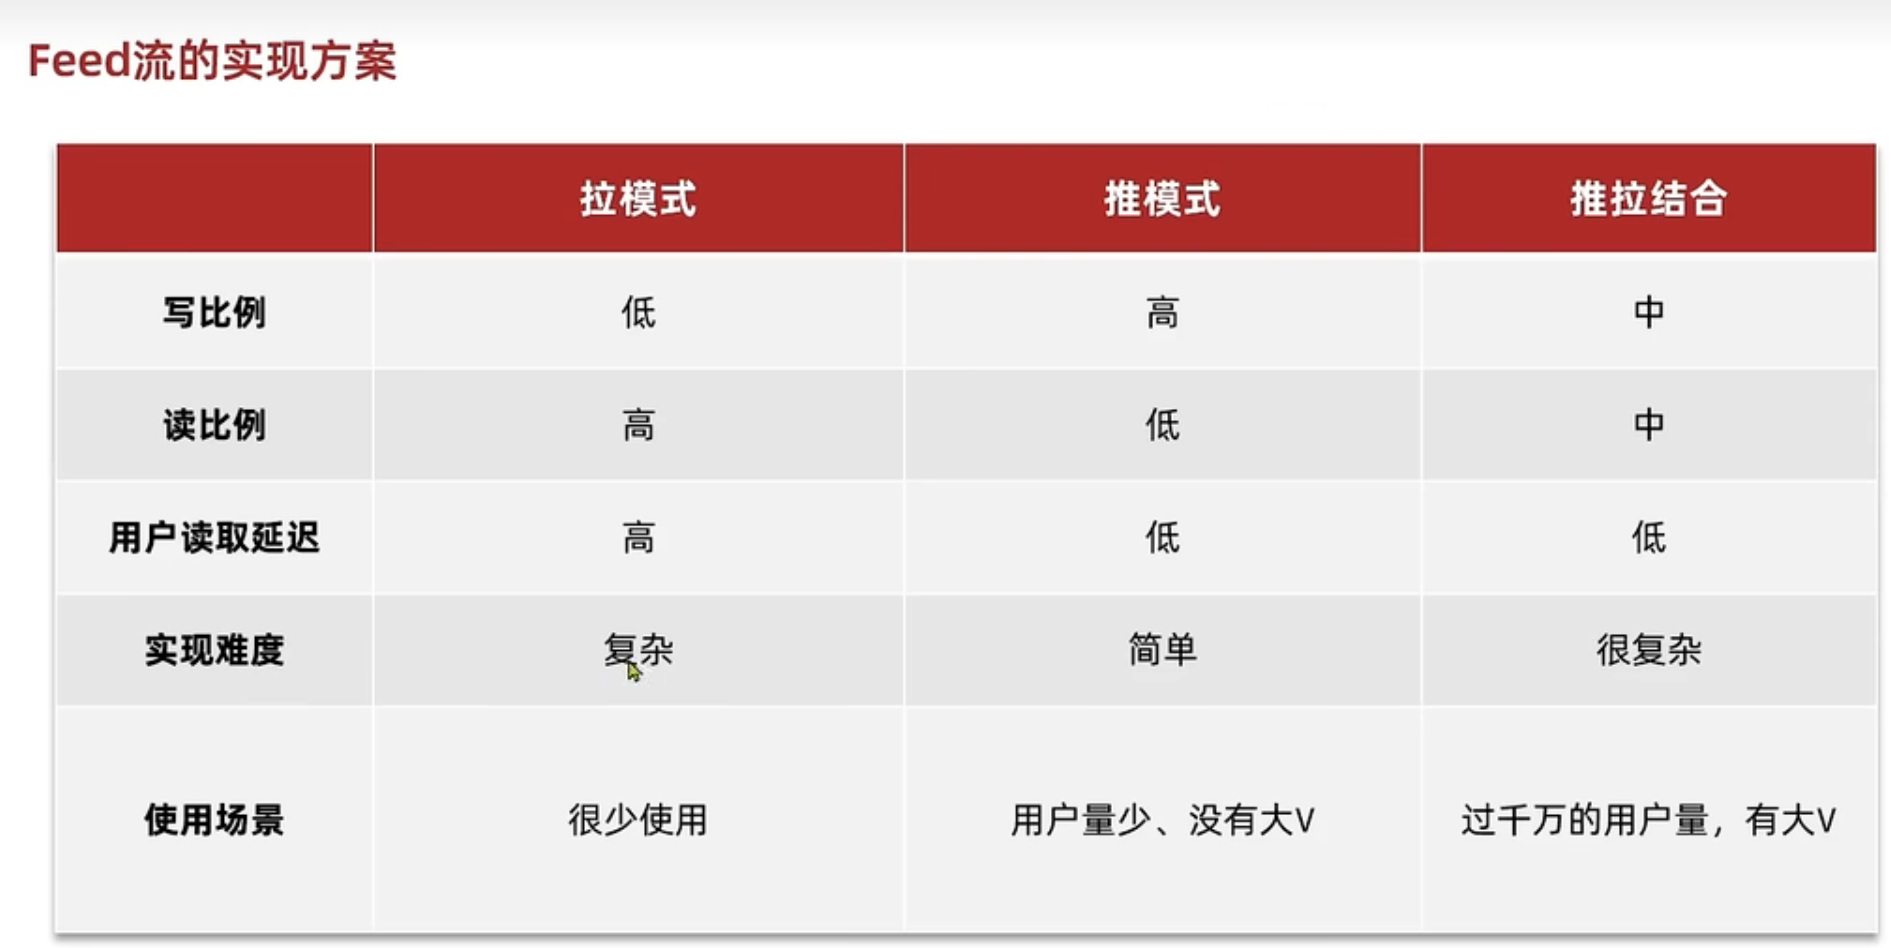 Feed流的实现方案
拉模式 推模式 推拉结合
写比例 低 高 中
读比例 高 低 中
用户读取延迟 高 低 低
实现难度 复杂 简单 很复杂
使用场景 很少使用 用户量少、没有大V 过千万的用户量，有大V